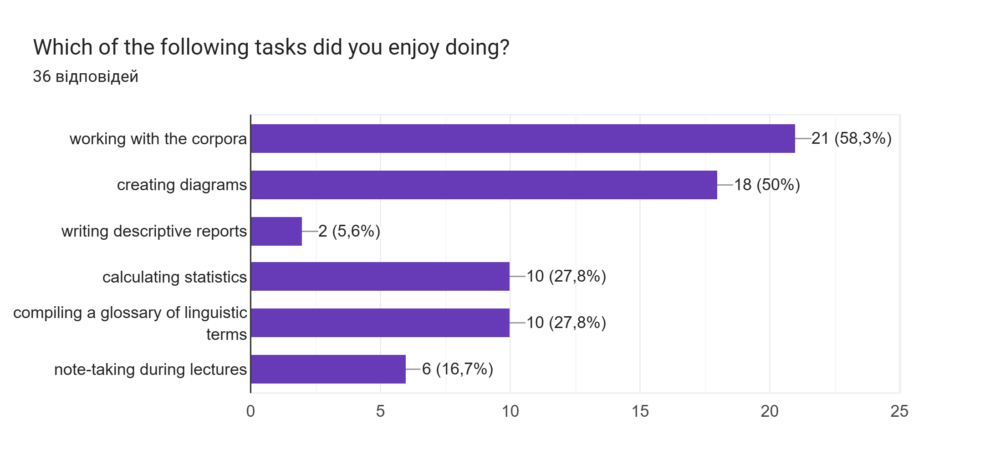 Which of the following tasks did you enjoy doing?
36 відповідей
working with the corpora
21 (58,3%)
creating diagrams
18 (50%)
writing descriptive reports
2 (5,6%)
calculating statistics
10 (27,8%)
compiling a glossary of linguistic
terms
10 (27,8%)
note-taking during lectures
6 (16,7%)
0 5 10 15 20 25